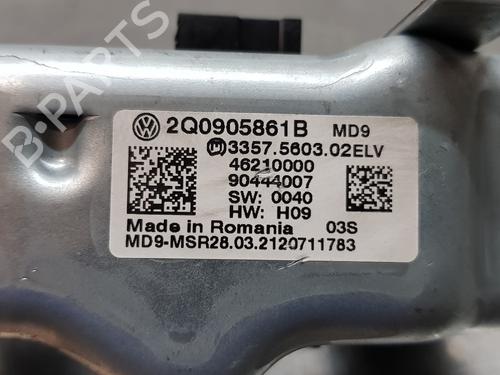 2Q0905861B MD9
3357.5603.02ELV
46210000
90444007
SW: 0040
HW: H09
Made in Romania 03S
MD9-MSR28.03.2120711783
B-PARTS